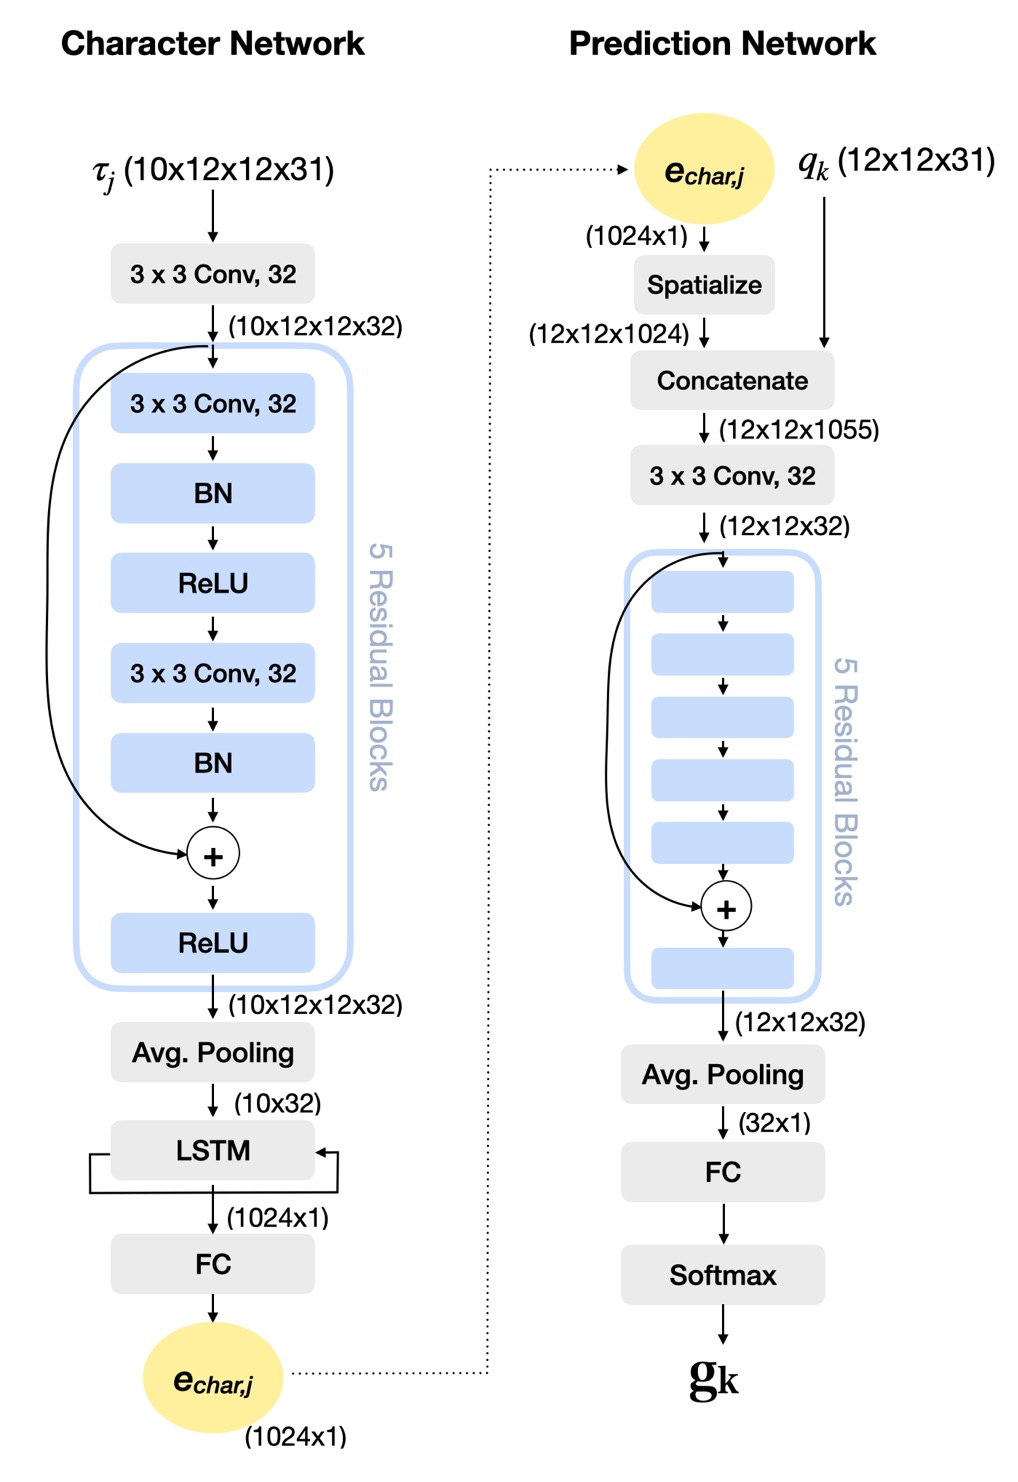 Character Network
τj (10x12x12x31)
3 x 3 Conv, 32
(10x12x12x32)
3 x 3 Conv, 32
BN
ReLU
3 x 3 Conv, 32
BN
+
ReLU
5 Residual Blocks
(10x12x12x32)
Avg. Pooling
(10x32)
LSTM
(1024x1)
FC
echar,j
(1024x1)
Prediction Network
echar,j
qk (12x12x31)
(1024x1)
Spatialize
(12x12x1024)
Concatenate
(12x12x1055)
3 x 3 Conv, 32
(12x12x32)
+
5 Residual Blocks
(12x12x32)
Avg. Pooling
(32x1)
FC
Softmax
gk